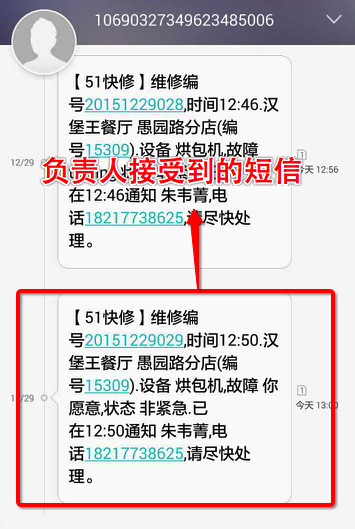 10690327349623485006
【51快修】维修编
号20151229028,时间12:46.汉
堡王餐厅 愚园路分店(编
号15309).设备 烘包机,故障
12/29
今天 12:56
负责人接受到的短信
在12:46通知 朱韦菁,电
话18217738625,请尽快处
理。
【51快修】维修编
号20151229029,时间12:50.汉
堡王餐厅 愚园路分店(编
号15309).设备 烘包机,故障 你
愿意,状态 非紧急.已
12/29
今天 13:00
在12:50通知 朱韦菁,电
话18217738625,请尽快处
理。